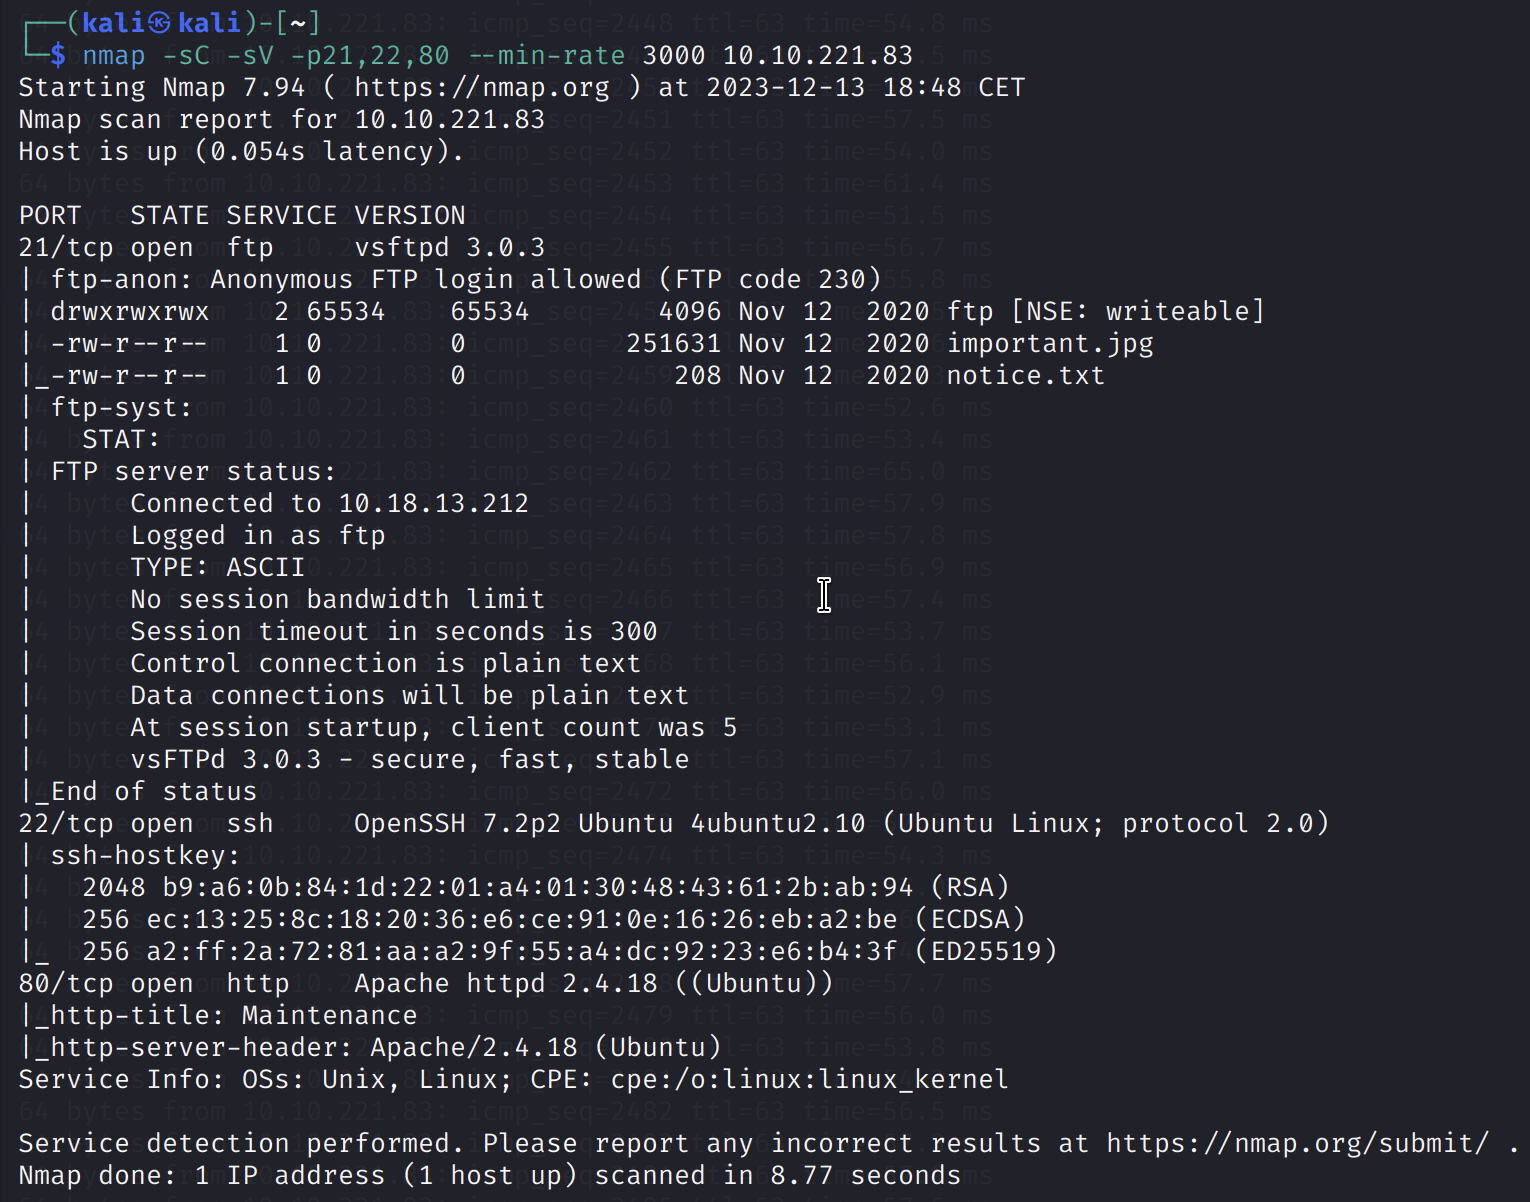 ┌──(kali㉿kali)-[~]
└─$ nmap -sC -sV -p21,22,80 --min-rate 3000 10.10.221.83
Starting Nmap 7.94 ( https://nmap.org ) at 2023-12-13 18:48 CET
Nmap scan report for 10.10.221.83
Host is up (0.054s latency).

PORT   STATE SERVICE VERSION
21/tcp open  ftp     vsftpd 3.0.3
| ftp-anon: Anonymous FTP login allowed (FTP code 230)
| drwxrwxrwx    2 65534    65534        4096 Nov 12  2020 ftp [NSE: writeable]
| -rw-r--r--    1 0        0          251631 Nov 12  2020 important.jpg
|_-rw-r--r--    1 0        0             208 Nov 12  2020 notice.txt
| ftp-syst:
|   STAT:
| FTP server status:
|      Connected to 10.18.13.212
|      Logged in as ftp
|      TYPE: ASCII
|      No session bandwidth limit
|      Session timeout in seconds is 300
|      Control connection is plain text
|      Data connections will be plain text
|      At session startup, client count was 5
|      vsFTPd 3.0.3 - secure, fast, stable
|_End of status
22/tcp open  ssh     OpenSSH 7.2p2 Ubuntu 4ubuntu2.10 (Ubuntu Linux; protocol 2.0)
| ssh-hostkey:
|   2048 b9:a6:0b:84:1d:22:01:a4:01:30:48:43:61:2b:ab:94 (RSA)
|   256 ec:13:25:8c:18:20:36:e6:ce:91:0e:16:26:eb:a2:be (ECDSA)
|_  256 a2:ff:2a:72:81:aa:a2:9f:55:a4:dc:92:23:e6:b4:3f (ED25519)
80/tcp open  http    Apache httpd 2.4.18 ((Ubuntu))
|_http-title: Maintenance
|_http-server-header: Apache/2.4.18 (Ubuntu)
Service Info: OSs: Unix, Linux; CPE: cpe:/o:linux:linux_kernel

Service detection performed. Please report any incorrect results at https://nmap.org/submit/ .
Nmap done: 1 IP address (1 host up) scanned in 8.77 seconds